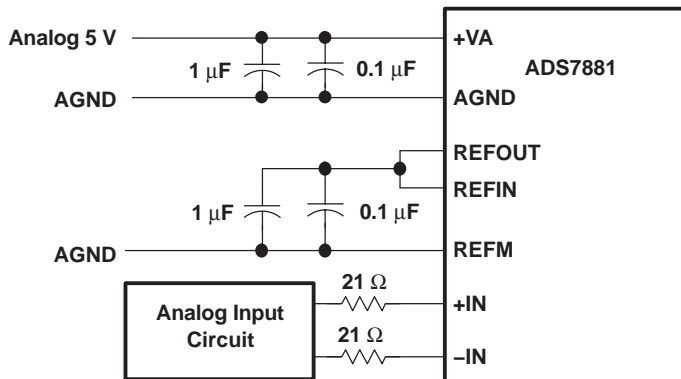 Analog 5 V
+VA
1 μF
0.1 μF
ADS7881
AGND
AGND
REFOUT
REFIN
1 μF
0.1 μF
AGND
REFM
21 Ω
+IN
Analog Input
Circuit
21 Ω
–IN